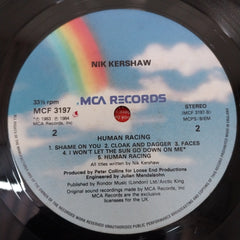 NIK KERSHAW
33⅓ rpm
MCF 3197
MCA RECORDS
STEREO
(MCF 3197-B)
MCPS-BIEM
℗ 1983 © 1984
MCA Records Inc.
2
2
HUMAN RACING
1. SHAME ON YOU 2. CLOAK AND DAGGER 3. FACES
4. I WON'T LET THE SUN GO DOWN ON ME*
5. HUMAN RACING
All titles written by Nik Kershaw
Produced by Peter Collins for Loose End Productions
Engineered by Julian Mendelsohn
Published by Rondor Music (London) Ltd./Arctic King
Original sound recordings made by MCA Records, Inc.
MCA Records, Inc. are the exclusive
licensees for the UK